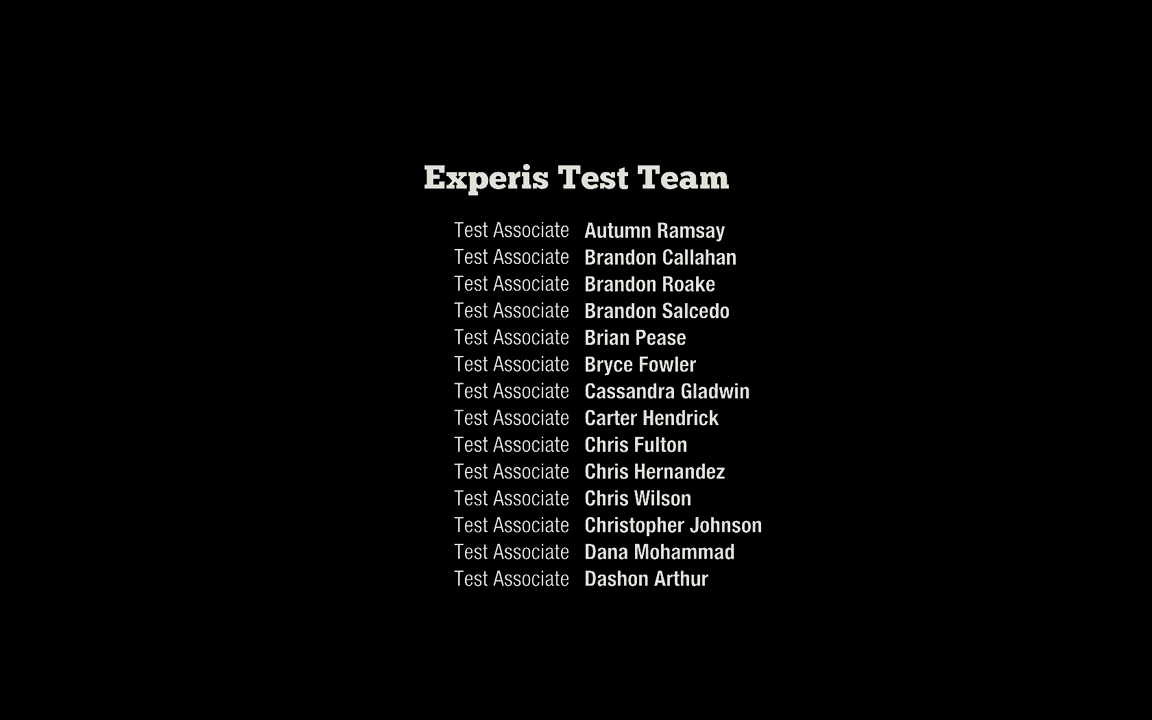 Experis Test Team
Test Associate Autumn Ramsay
Test Associate Brandon Callahan
Test Associate Brandon Roake
Test Associate Brandon Salcedo
Test Associate Brian Pease
Test Associate Bryce Fowler
Test Associate Cassandra Gladwin
Test Associate Carter Hendrick
Test Associate Chris Fulton
Test Associate Chris Hernandez
Test Associate Chris Wilson
Test Associate Christopher Johnson
Test Associate Dana Mohammad
Test Associate Dashon Arthur